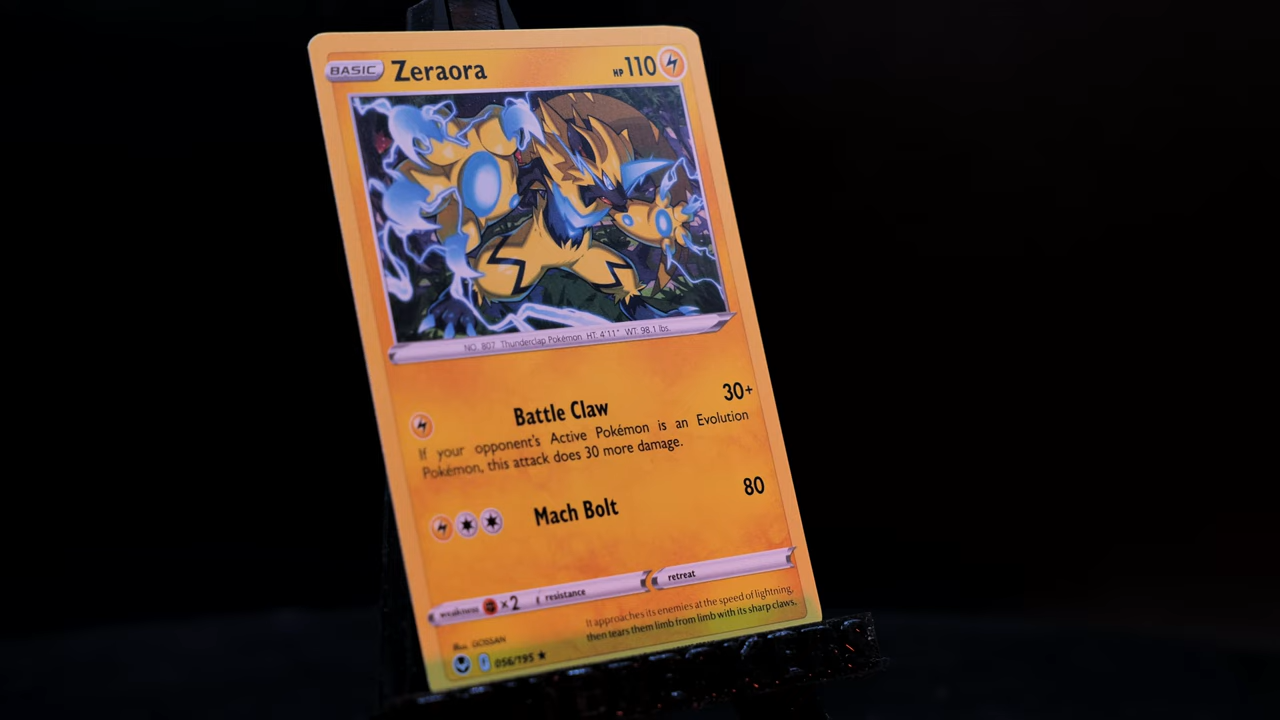 BASIC Zeraora HP 110
NO. 807 Thunderclap Pokémon HT: 4'11" WT: 98.1 lbs.
Battle Claw 30+
If your opponent's Active Pokémon is an Evolution
Pokémon, this attack does 30 more damage.
Mach Bolt 80
weakness ×2 resistance retreat
It approaches its enemies at the speed of lightning,
then tears them limb from limb with its sharp claws.
Illus. GOSSAN
056/195 ★